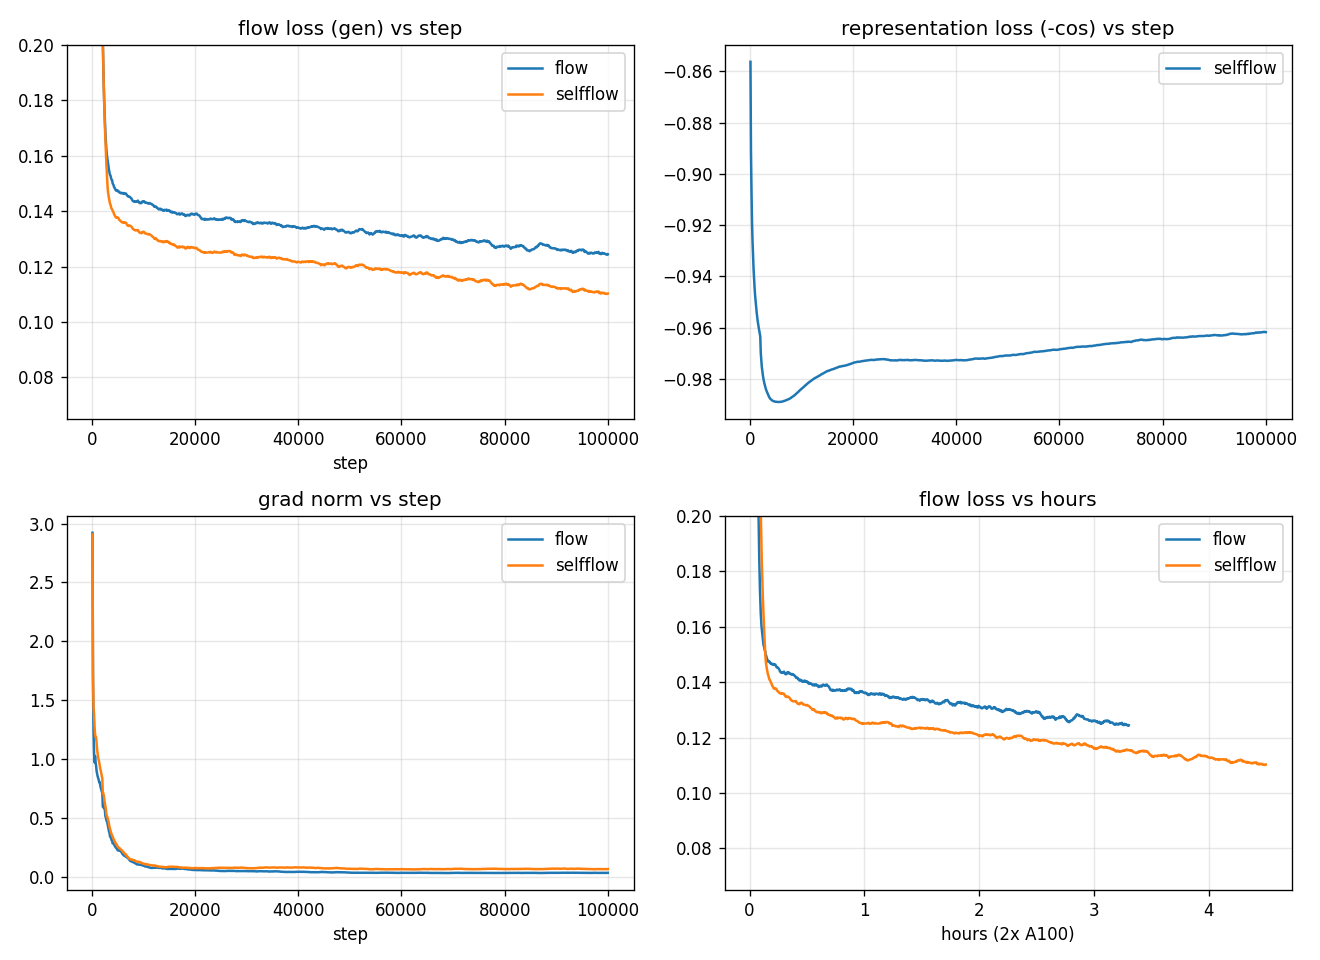 flow loss (gen) vs step
0.20
0.18
0.16
0.14
0.12
0.10
0.08
0 20000 40000 60000 80000 100000
step
flow
selfflow
representation loss (-cos) vs step
−0.86
−0.88
−0.90
−0.92
−0.94
−0.96
−0.98
0 20000 40000 60000 80000 100000
selfflow
grad norm vs step
3.0
2.5
2.0
1.5
1.0
0.5
0.0
0 20000 40000 60000 80000 100000
step
flow
selfflow
flow loss vs hours
0.20
0.18
0.16
0.14
0.12
0.10
0.08
0 1 2 3 4
hours (2x A100)
flow
selfflow